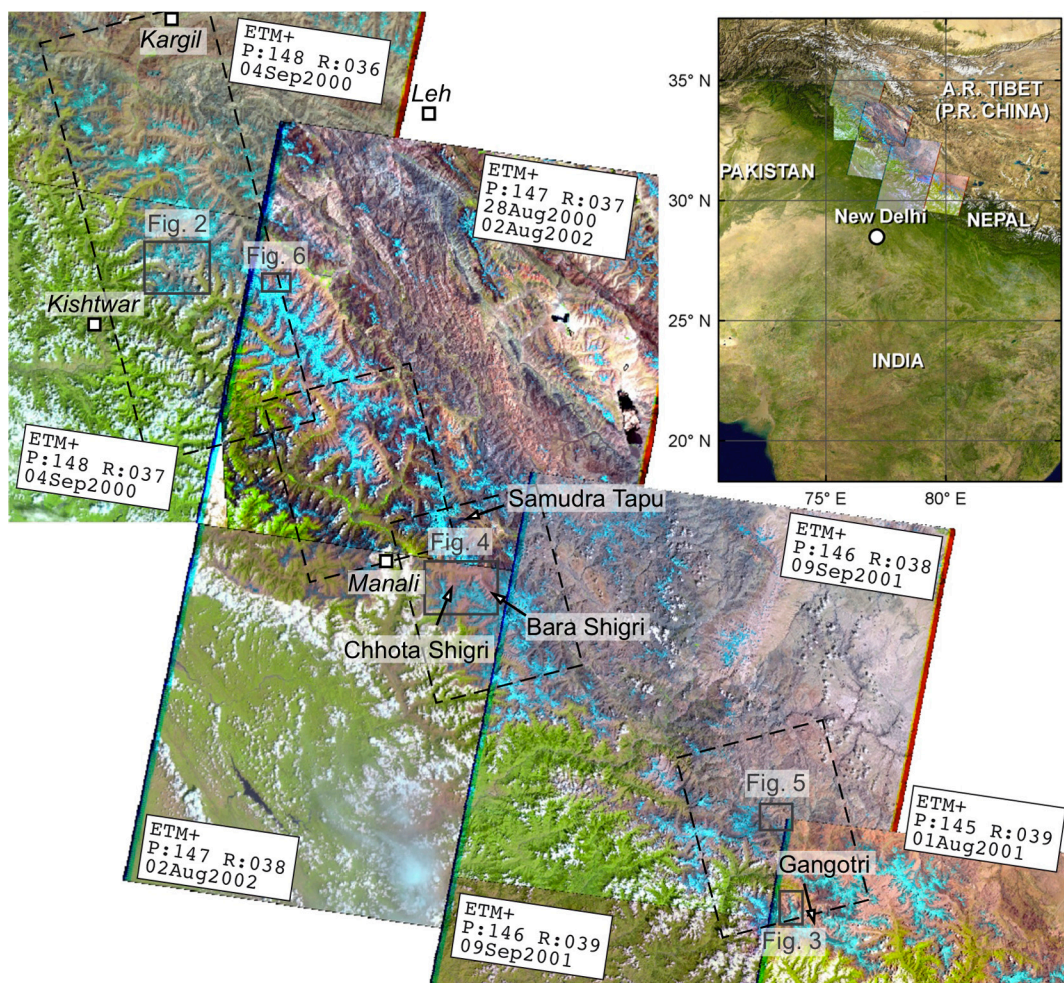 Kargil
ETM+
P:148 R:036
04Sep2000
Leh
ETM+
P:147 R:037
28Aug2000
02Aug2002
Fig. 2
Fig. 6
Kishtwar
ETM+
P:148 R:037
04Sep2000
Samudra Tapu
Fig. 4
Manali
Bara Shigri
Chhota Shigri
ETM+
P:146 R:038
09Sep2001
Fig. 5
ETM+
P:145 R:039
01Aug2001
Gangotri
Fig. 3
ETM+
P:147 R:038
02Aug2002
ETM+
P:146 R:039
09Sep2001
35° N
30° N
25° N
20° N
75° E
80° E
A.R. TIBET
(P.R. CHINA)
PAKISTAN
NEPAL
New Delhi
INDIA